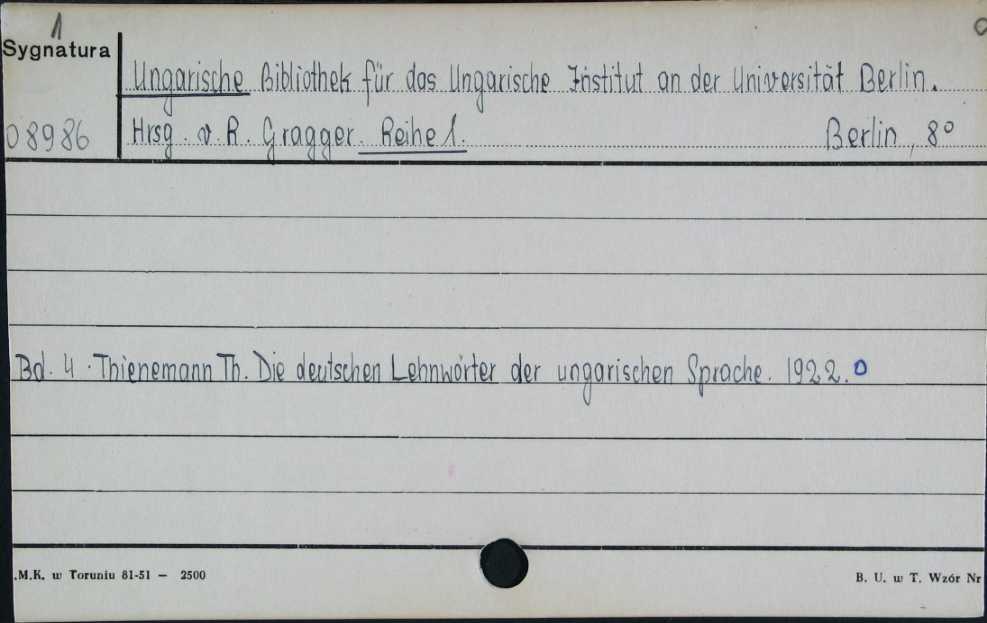 1
Sygnatura
Ungarische Bibliothek für das Ungarische Institut an der Universität Berlin.
08986
Hrsg. v. R. Gragger. Reihe 1. Berlin, 8°
Bd. 4. Thienemann Th. Die deutschen Lehnwörter der ungarischen Sprache. 1922. o
.M.K. w Toruniu 81-51 — 2500
B. U. w T. Wzór Nr